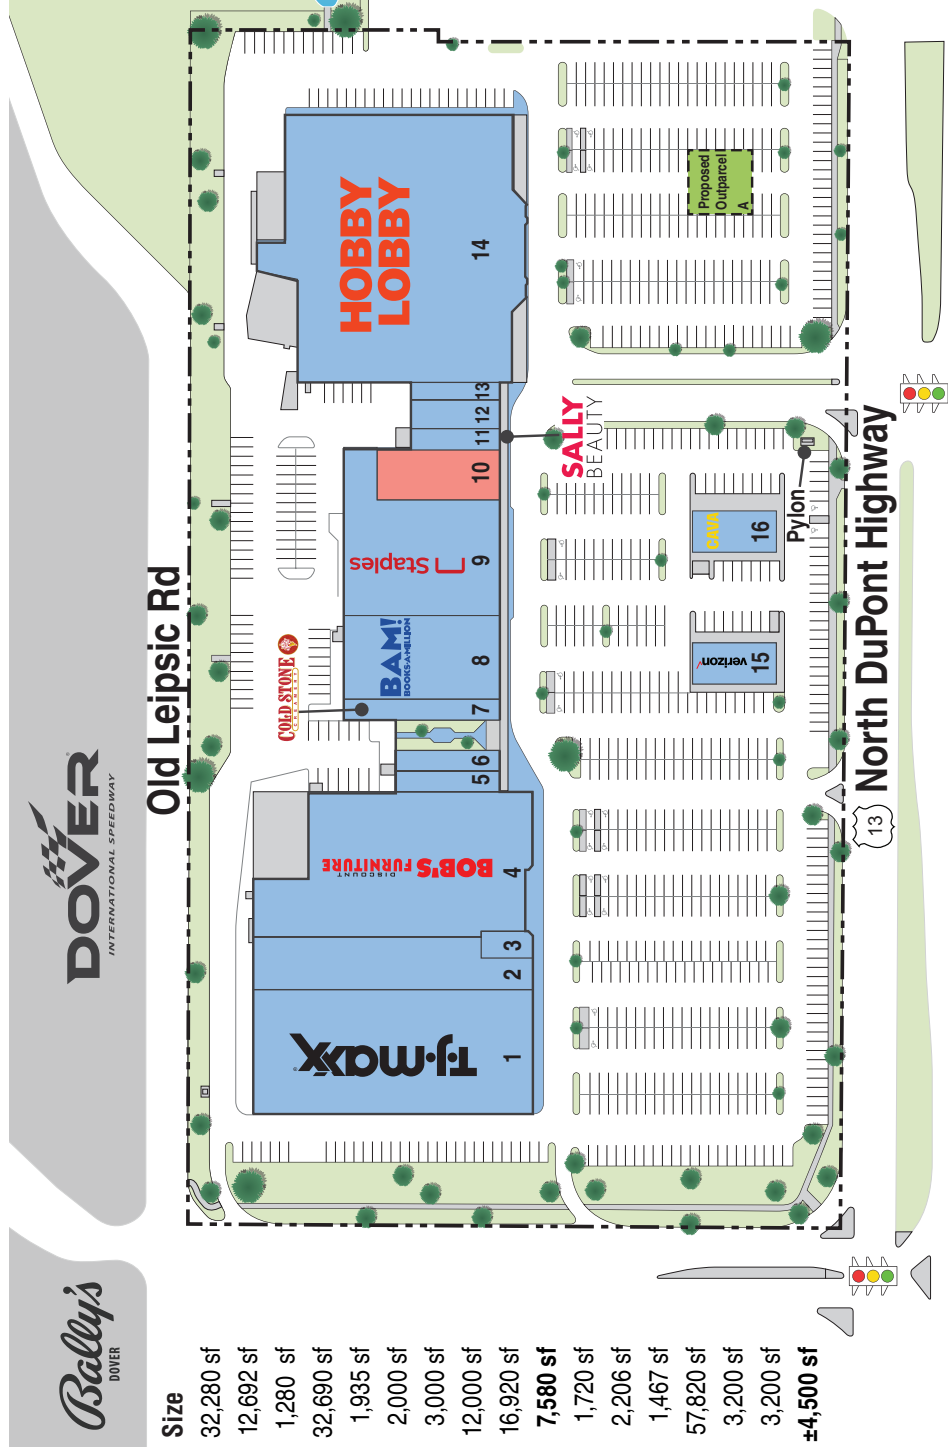 Bally's
DOVER
DOVER
INTERNATIONAL SPEEDWAY
Old Leipsic Rd
HOBBY
LOBBY
14
13
12
11
10
SALLY
BEAUTY
Staples
9
BAM!
BOOKS-A-MILLION
8
COLD STONE
CREAMERY
7
6
5
BOB'S
DISCOUNT
FURNITURE
4
3
2
T·J·maxx
1
Proposed
Outparcel
A
CAVA
16
verizon
15
Pylon
North DuPont Highway
13
Size
32,280 sf
12,692 sf
1,280 sf
32,690 sf
1,935 sf
2,000 sf
3,000 sf
12,000 sf
16,920 sf
7,580 sf
1,720 sf
2,206 sf
1,467 sf
57,820 sf
3,200 sf
3,200 sf
±4,500 sf